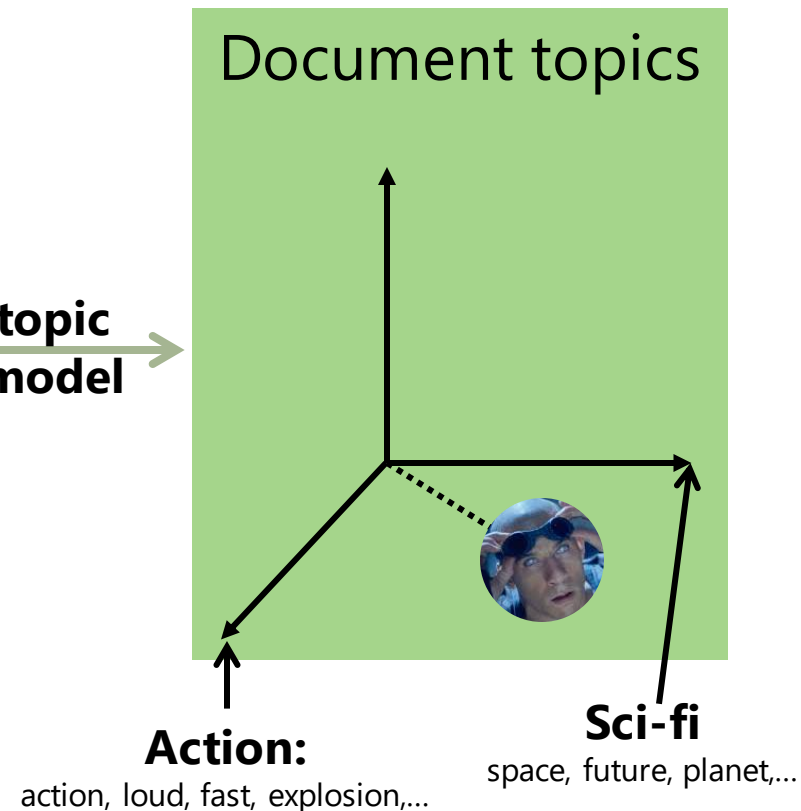 Document topics
topic
model
Action:
action, loud, fast, explosion,...
Sci-fi
space, future, planet,...